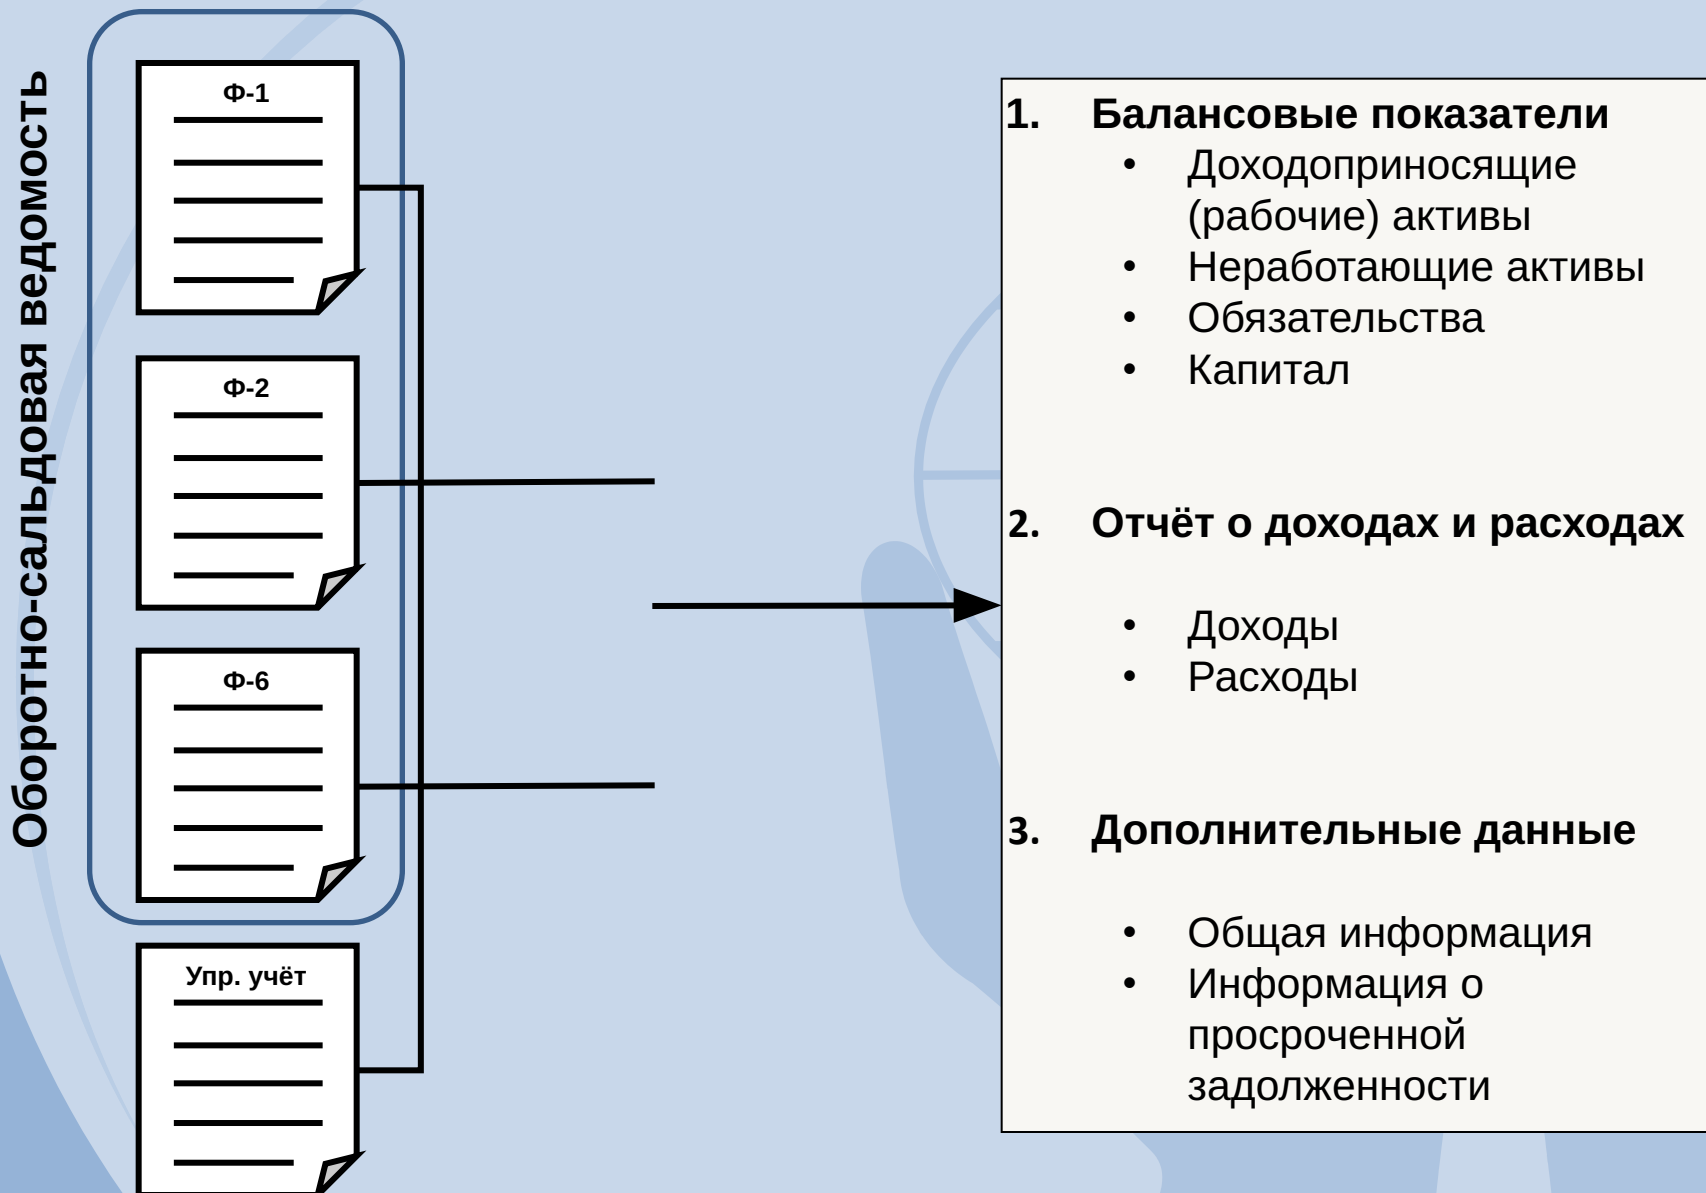 Оборотно-сальдовая ведомость
Ф-1
Ф-2
Ф-6
Упр. учёт
1. Балансовые показатели
• Доходоприносящие
(рабочие) активы
• Неработающие активы
• Обязательства
• Капитал
2. Отчёт о доходах и расходах
• Доходы
• Расходы
3. Дополнительные данные
• Общая информация
• Информация о
просроченной
задолженности